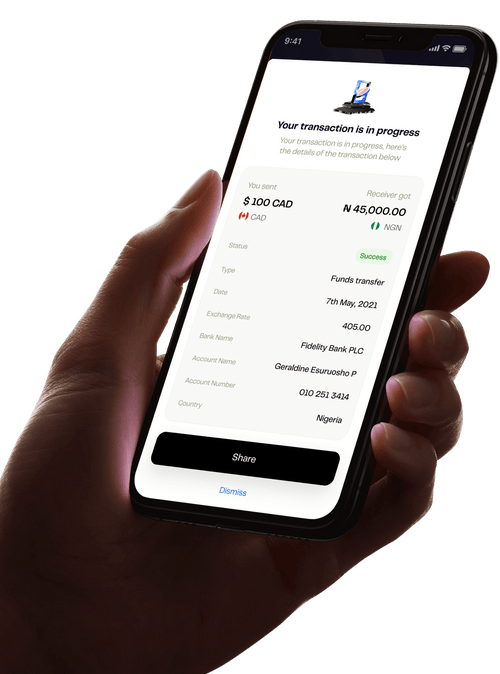 9:41
Your transaction is in progress
Your transaction is in progress, here's
the details of the transaction below
You sent
Receiver got
$ 100 CAD
₦ 45,000.00
CAD
NGN
Status
Success
Type
Funds transfer
Date
7th May, 2021
Exchange Rate
405.00
Bank Name
Fidelity Bank PLC
Account Name
Geraldine Esuruosho P
Account Number
010 251 3414
Country
Nigeria
Share
Dismiss